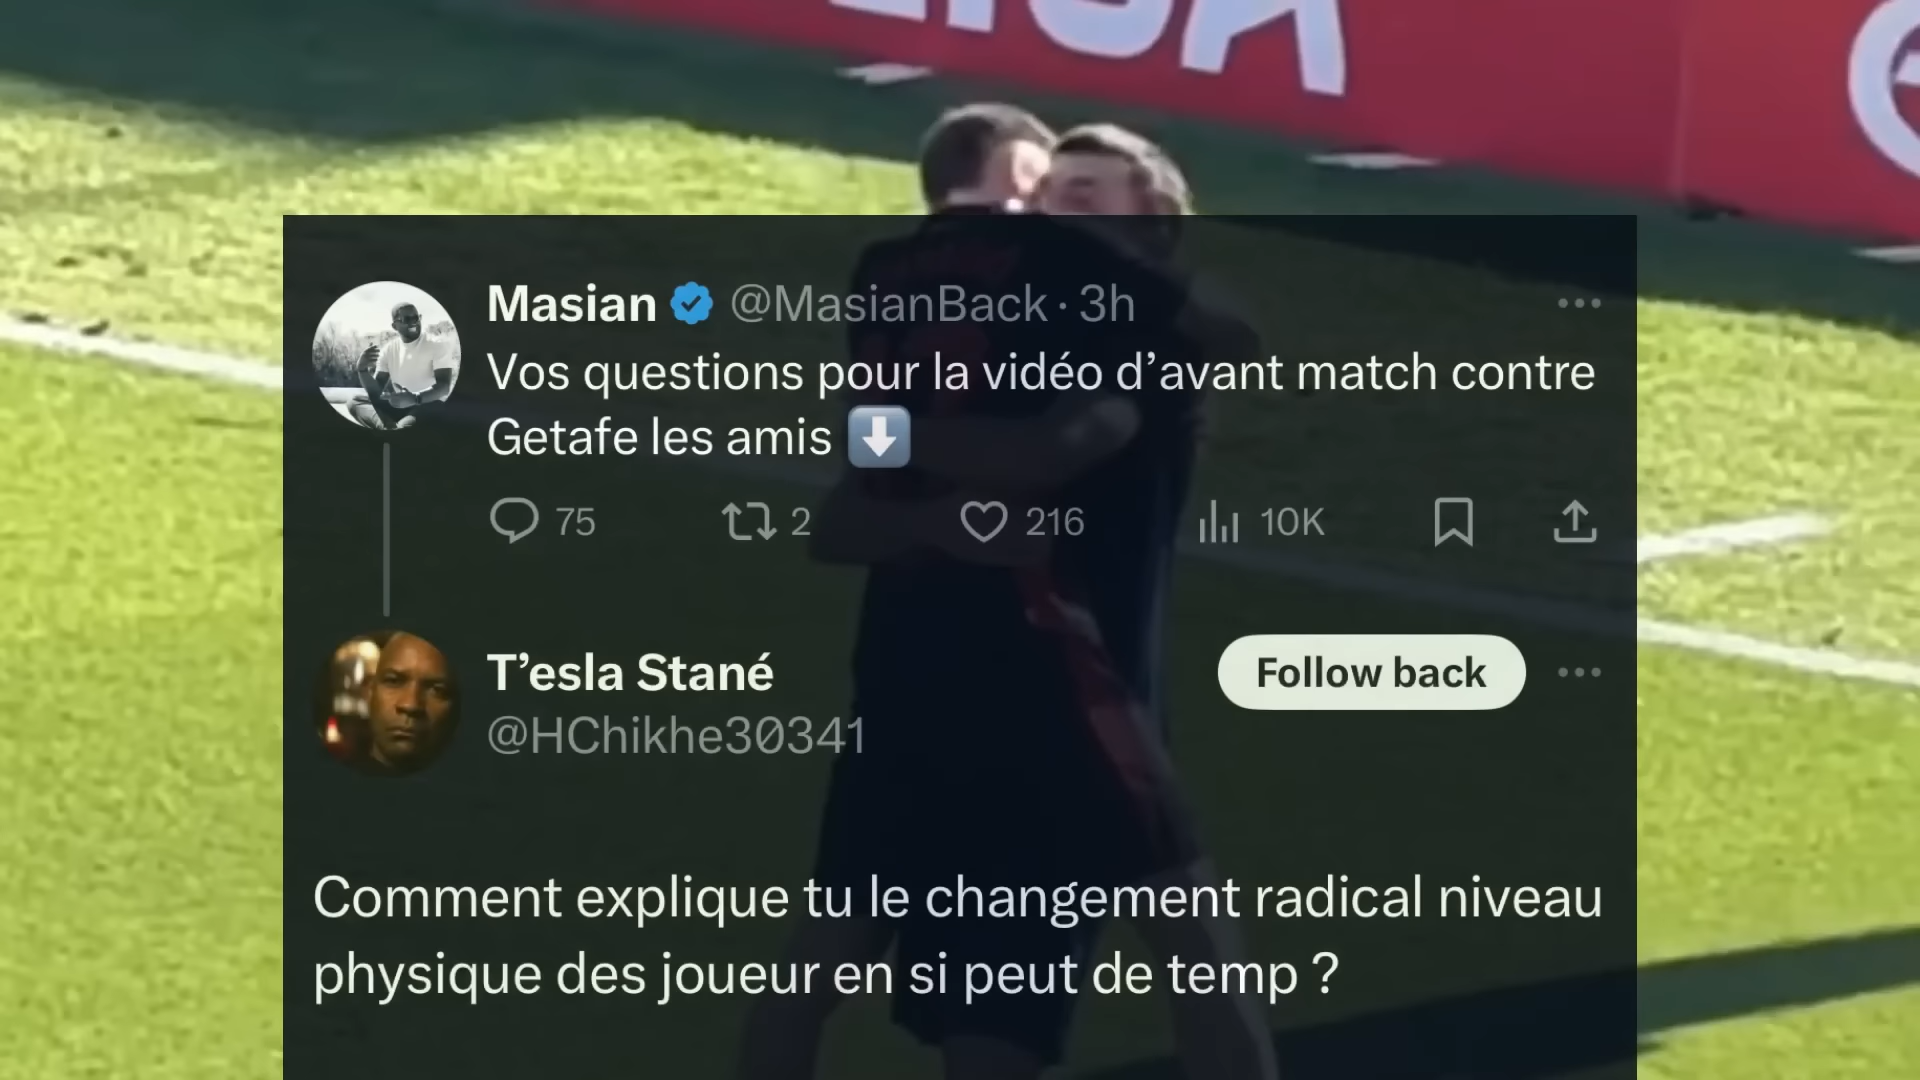 Masian @MasianBack · 3h
Vos questions pour la vidéo d’avant match contre
Getafe les amis ⬇️
75 2 216 10K
T’esla Stané
Follow back
@HChikhe30341
Comment explique tu le changement radical niveau
physique des joueur en si peut de temp ?